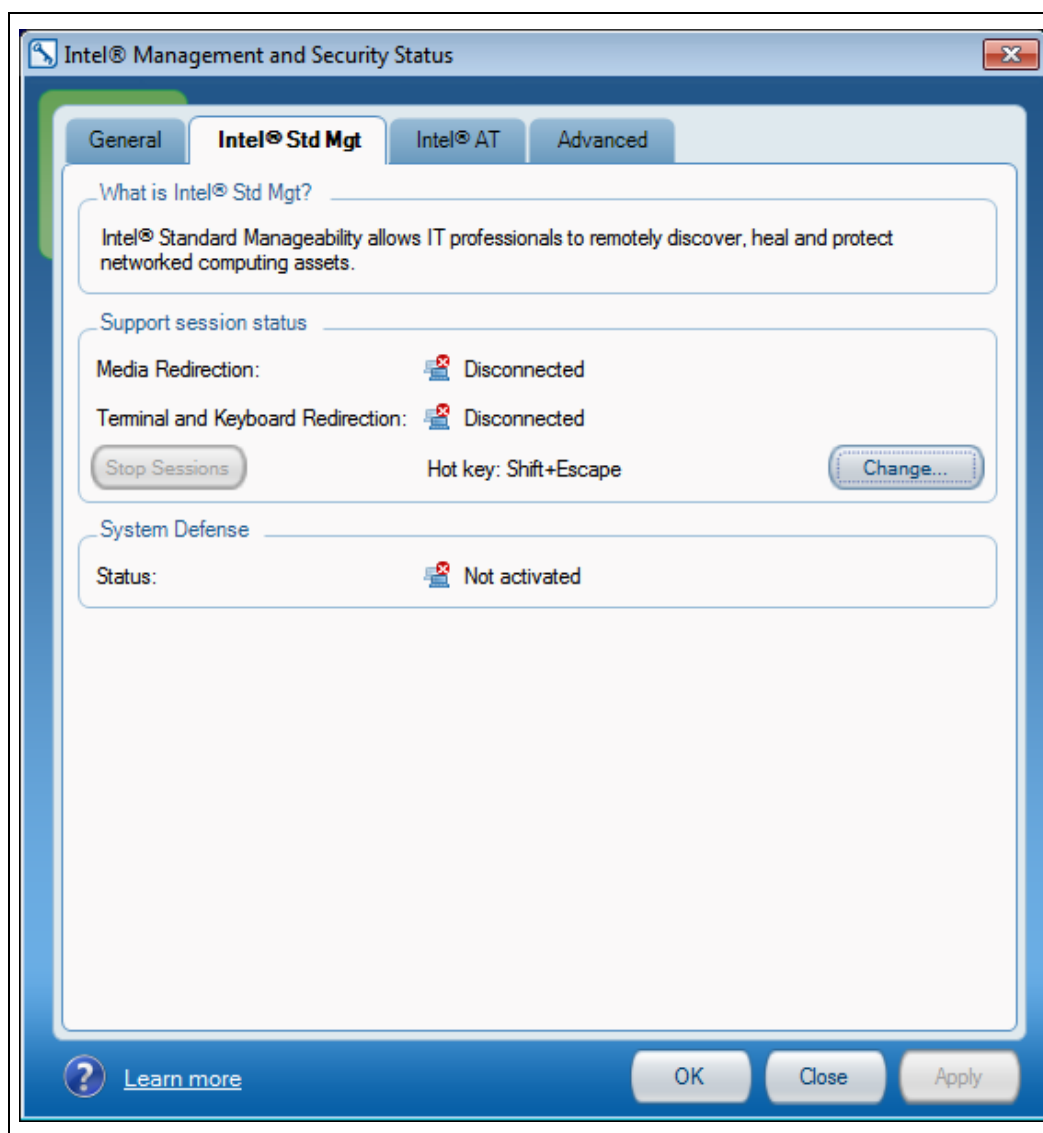 Intel® Management and Security Status
General Intel® Std Mgt Intel® AT Advanced
What is Intel® Std Mgt?
Intel® Standard Manageability allows IT professionals to remotely discover, heal and protect
networked computing assets.
Support session status
Media Redirection: Disconnected
Terminal and Keyboard Redirection: Disconnected
Stop Sessions Hot key: Shift+Escape Change...
System Defense
Status: Not activated
? Learn more OK Close Apply